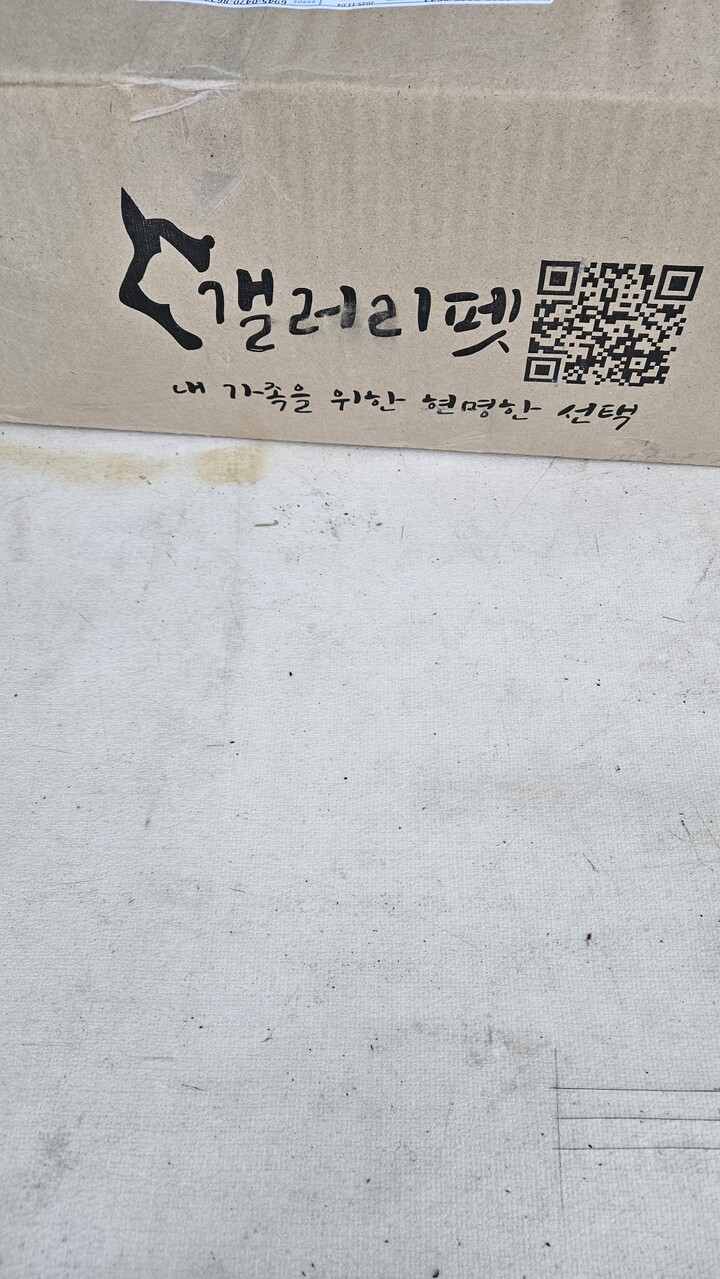 갤러리펫
내 가족을 위한 현명한 선택